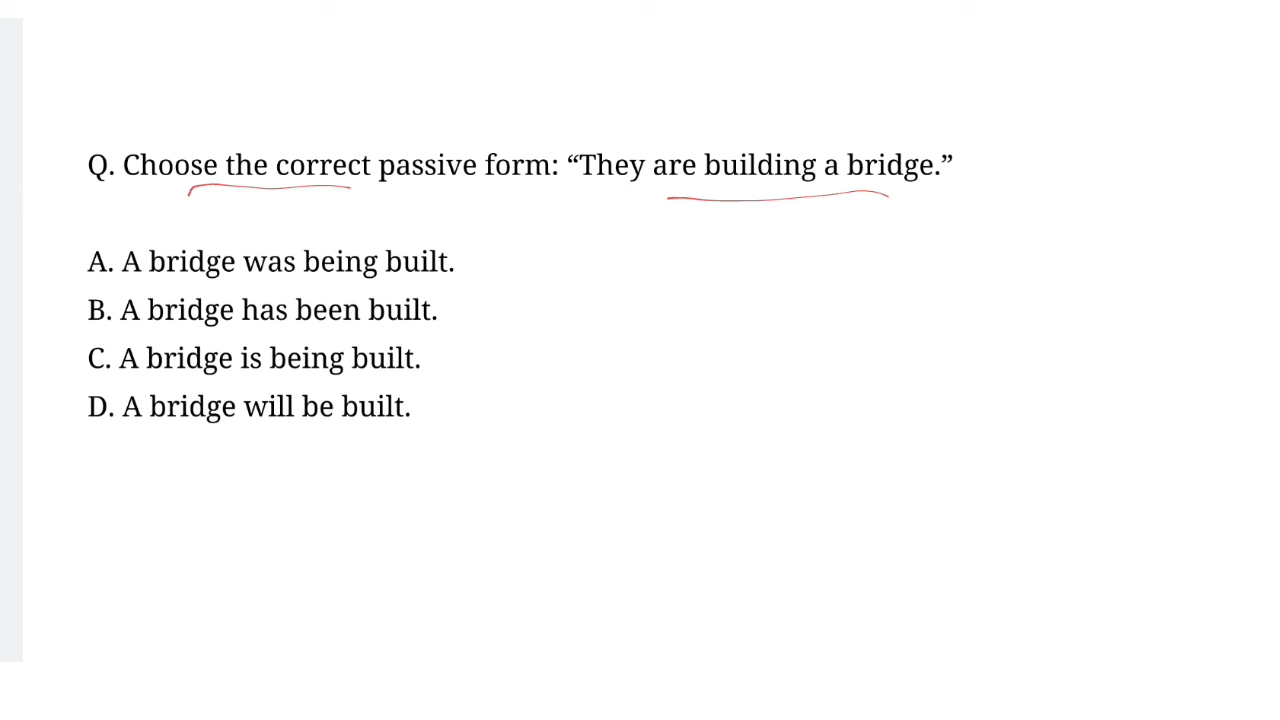 Q. Choose the correct passive form: “They are building a bridge.”
A. A bridge was being built.
B. A bridge has been built.
C. A bridge is being built.
D. A bridge will be built.